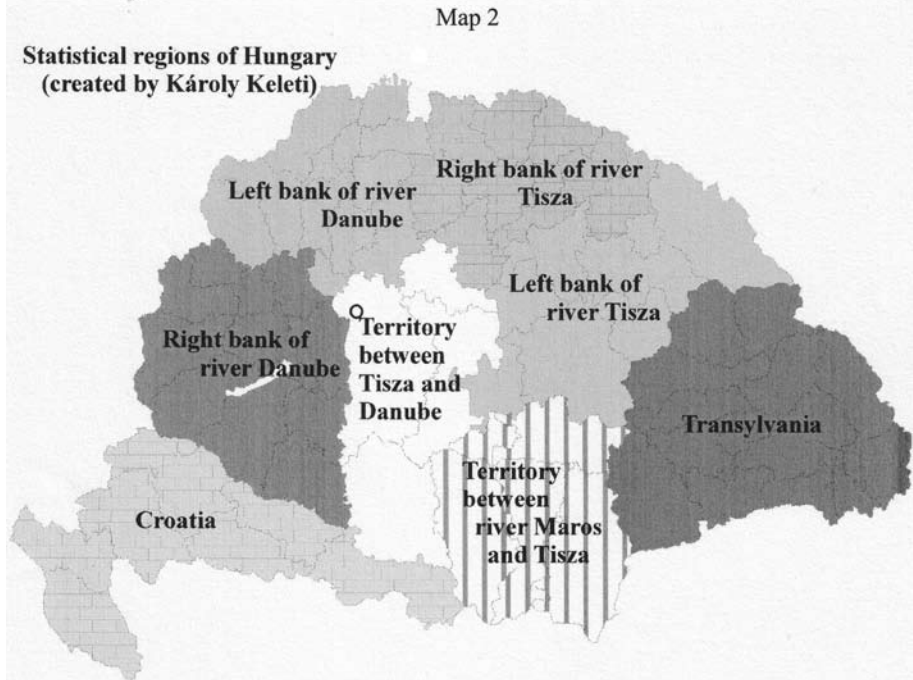 Map 2
Statistical regions of Hungary
(created by Károly Keleti)
Left bank of river
Danube
Right bank of river
Tisza
Left bank of
river Tisza
Right bank of
river Danube
Territory
between
Tisza and
Danube
Transylvania
Territory
between
river Maros
and Tisza
Croatia